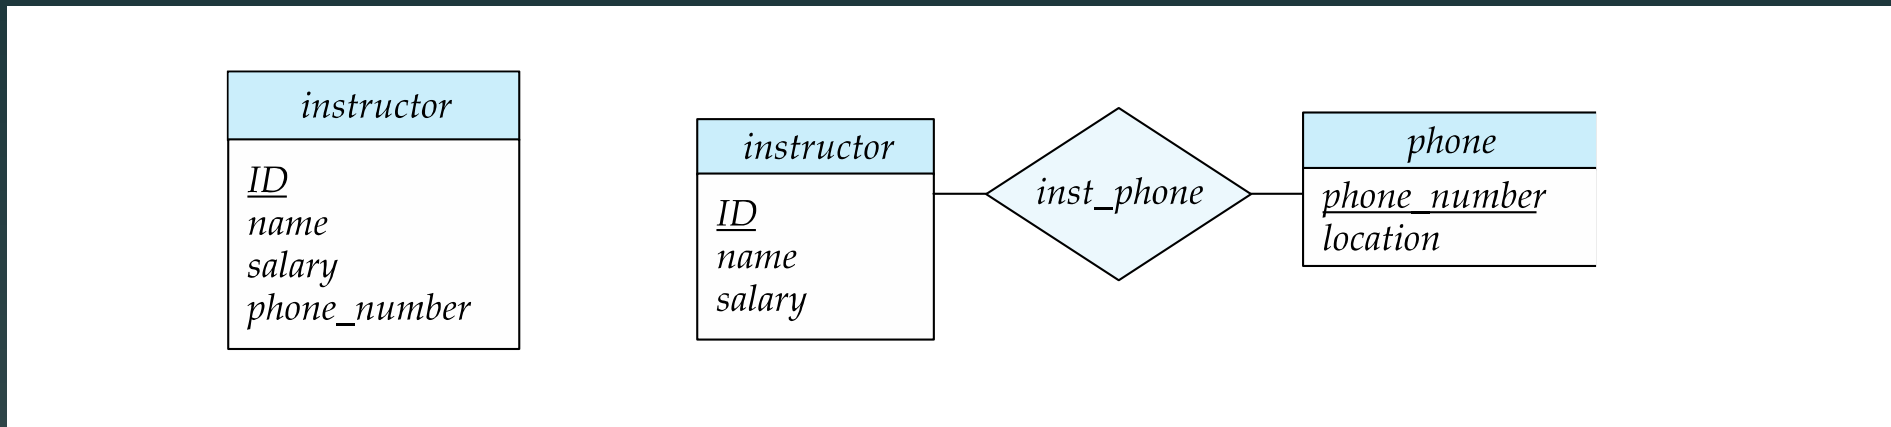 instructor
ID
name
salary
phone_number
instructor
ID
name
salary
inst_phone
phone
phone_number
location